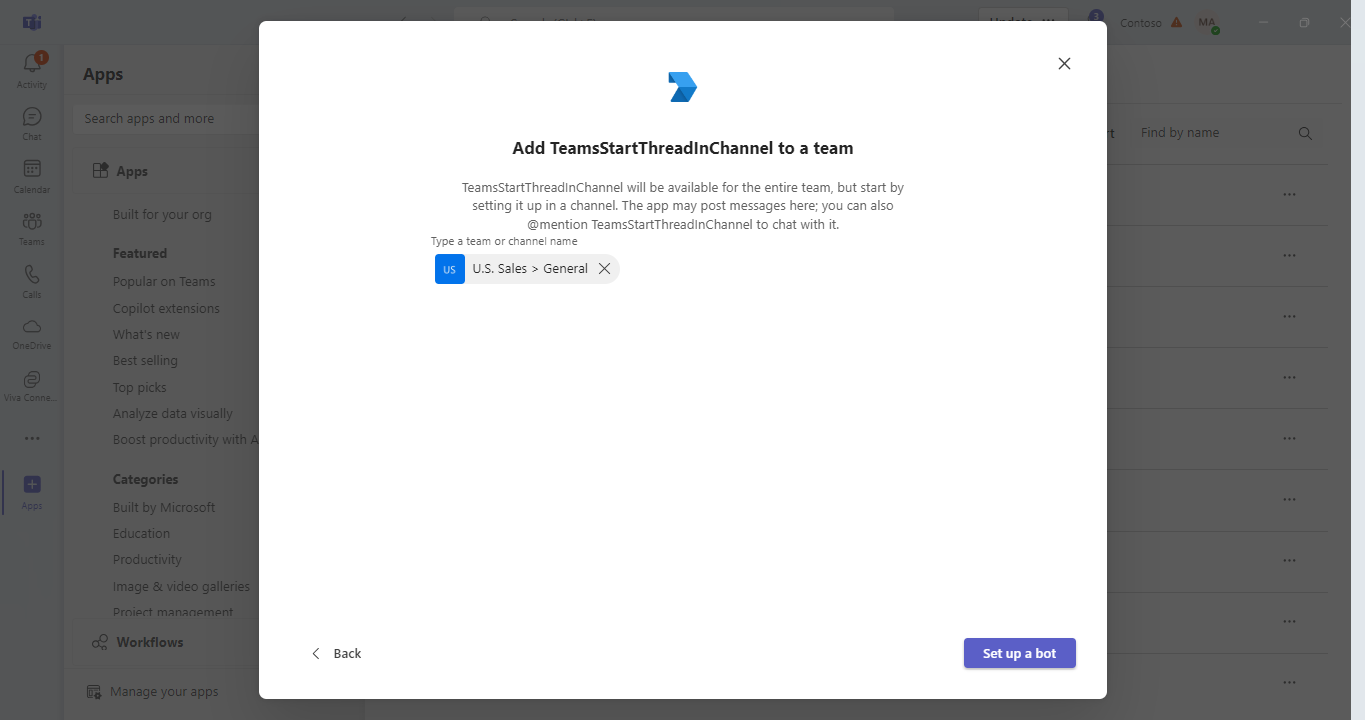 Contoso
MA
3
1
Activity
Chat
Calendar
Teams
Calls
OneDrive
Viva Conne...
Apps
Apps
Search apps and more
Apps
Built for your org
Featured
Popular on Teams
Copilot extensions
What's new
Best selling
Top picks
Analyze data visually
Boost productivity with A
Categories
Built by Microsoft
Education
Productivity
Image & video galleries
Project management
Workflows
Manage your apps
Add TeamsStartThreadInChannel to a team
TeamsStartThreadInChannel will be available for the entire team, but start by
setting it up in a channel. The app may post messages here; you can also
@mention TeamsStartThreadInChannel to chat with it.
Type a team or channel name
US
U.S. Sales > General
Back
Set up a bot
Find by name